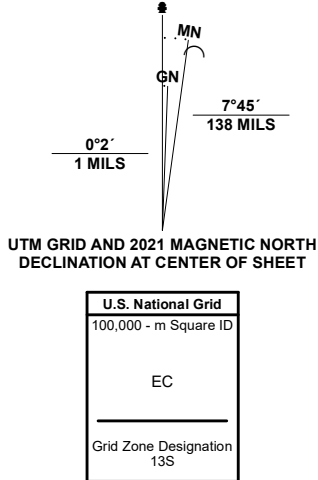 MN
GN
7°45´
138 MILS
0°2´
1 MILS
UTM GRID AND 2021 MAGNETIC NORTH
DECLINATION AT CENTER OF SHEET
U.S. National Grid
100,000 - m Square ID
EC
Grid Zone Designation
13S